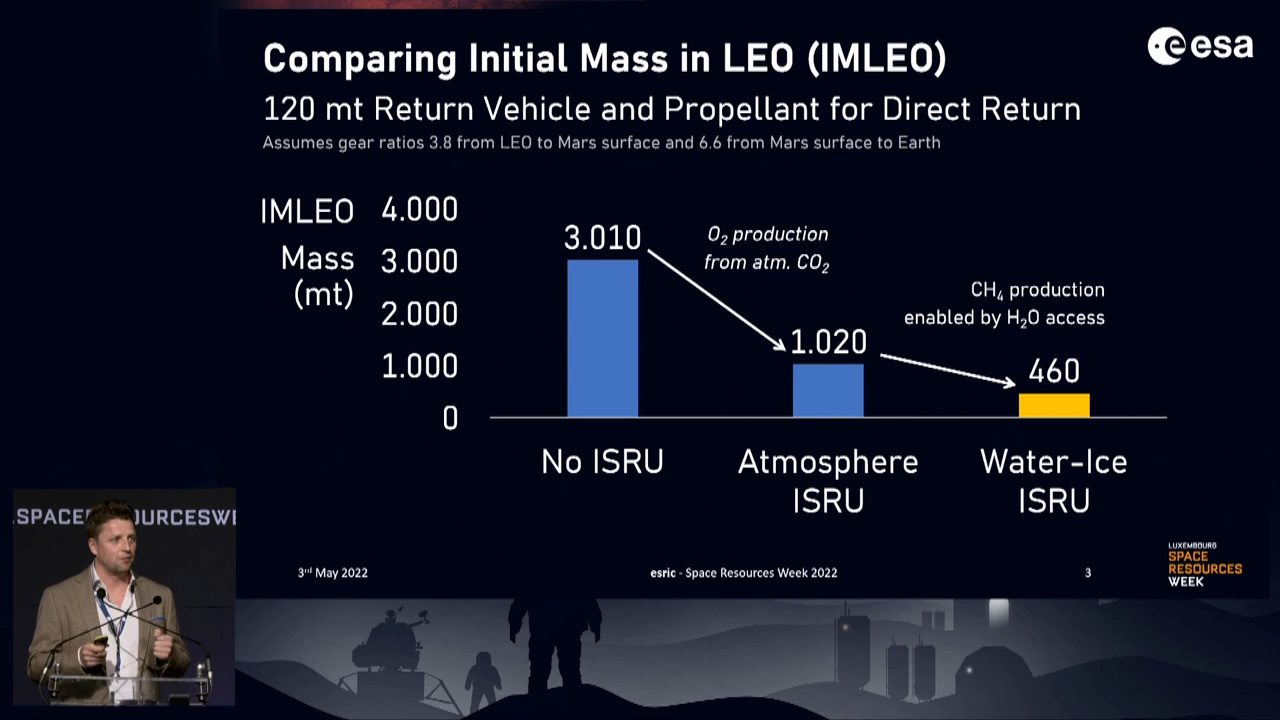 Comparing Initial Mass in LEO (IMLEO)
esa
120 mt Return Vehicle and Propellant for Direct Return
Assumes gear ratios 3.8 from LEO to Mars surface and 6.6 from Mars surface to Earth
IMLEO
Mass
(mt)
4.000
3.000
2.000
1.000
0
3.010
O₂ production
from atm. CO₂
1.020
CH₄ production
enabled by H₂O access
460
No ISRU
Atmosphere
ISRU
Water-Ice
ISRU
.SPACE OURCESWE
3rd May 2022
esric - Space Resources Week 2022
3
LUXEMBOURG
SPACE
RESOURCES
WEEK